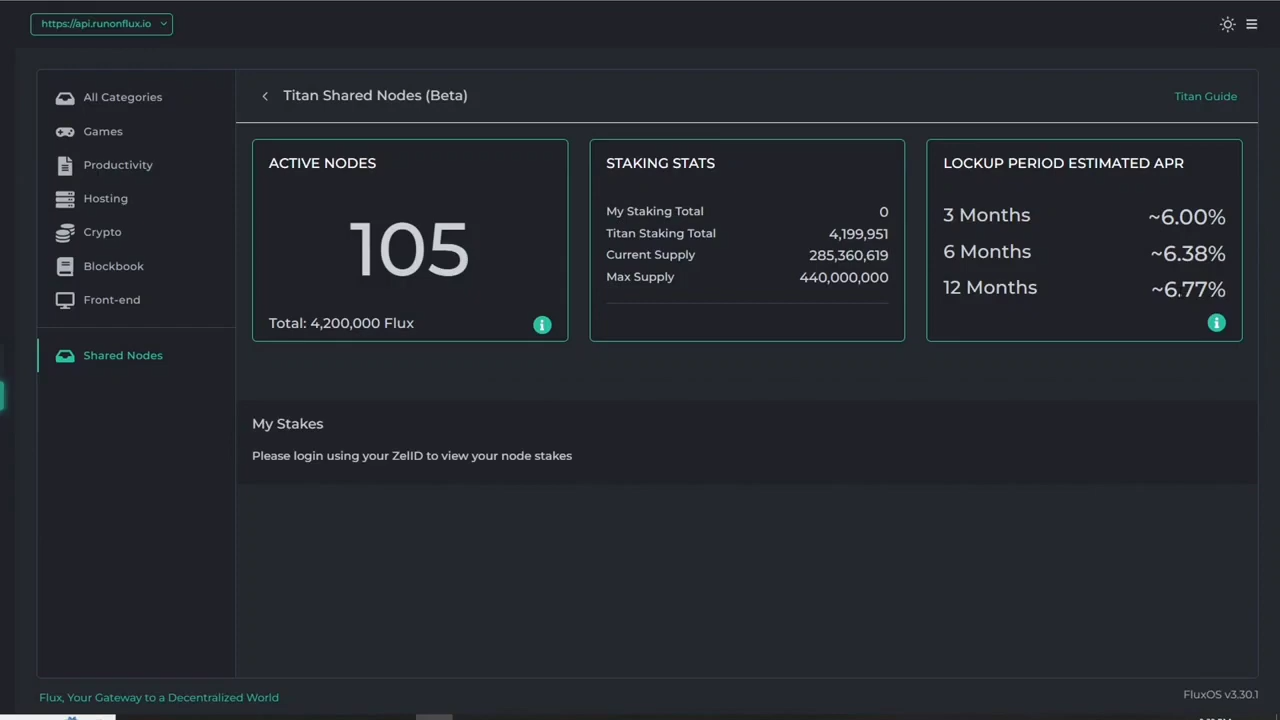 https://api.runonflux.io
All Categories
Games
Productivity
Hosting
Crypto
Blockbook
Front-end
Shared Nodes
Titan Shared Nodes (Beta)
Titan Guide
ACTIVE NODES
105
Total: 4,200,000 Flux
STAKING STATS
My Staking Total 0
Titan Staking Total 4,199,951
Current Supply 285,360,619
Max Supply 440,000,000
LOCKUP PERIOD ESTIMATED APR
3 Months ~6.00%
6 Months ~6.38%
12 Months ~6.77%
My Stakes
Please login using your ZelID to view your node stakes
Flux, Your Gateway to a Decentralized World
FluxOS v3.30.1